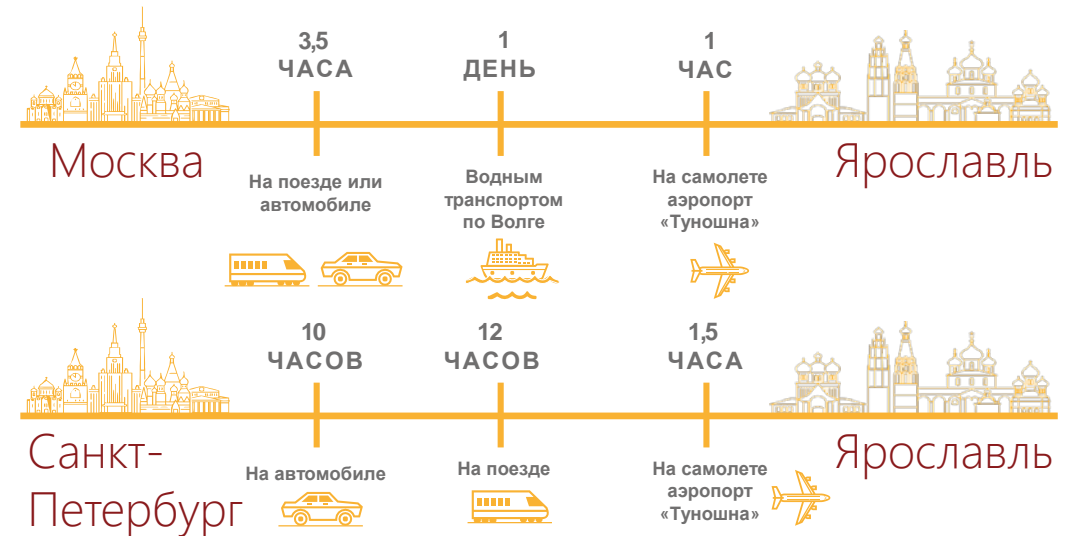 3,5
ЧАСА
1
ДЕНЬ
1
ЧАС
Москва
Ярославль
На поезде или
автомобиле
Водным
транспортом
по Волге
На самолете
аэропорт
«Туношна»
10
ЧАСОВ
12
ЧАСОВ
1,5
ЧАСА
Санкт-
Петербург
Ярославль
На автомобиле
На поезде
На самолете
аэропорт
«Туношна»